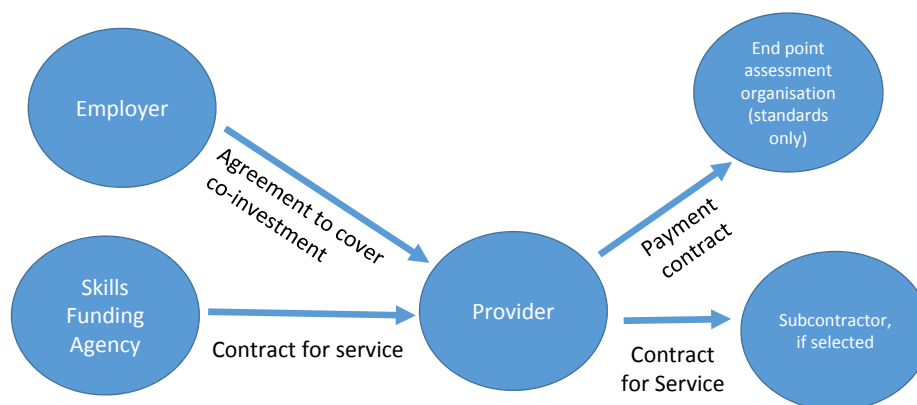 Employer
End point
assessment
organisation
(standards
only)
Agreement to cover
co-investment
Payment
contract
Skills
Funding
Agency
Contract for service
Provider
Contract
for Service
Subcontractor,
if selected